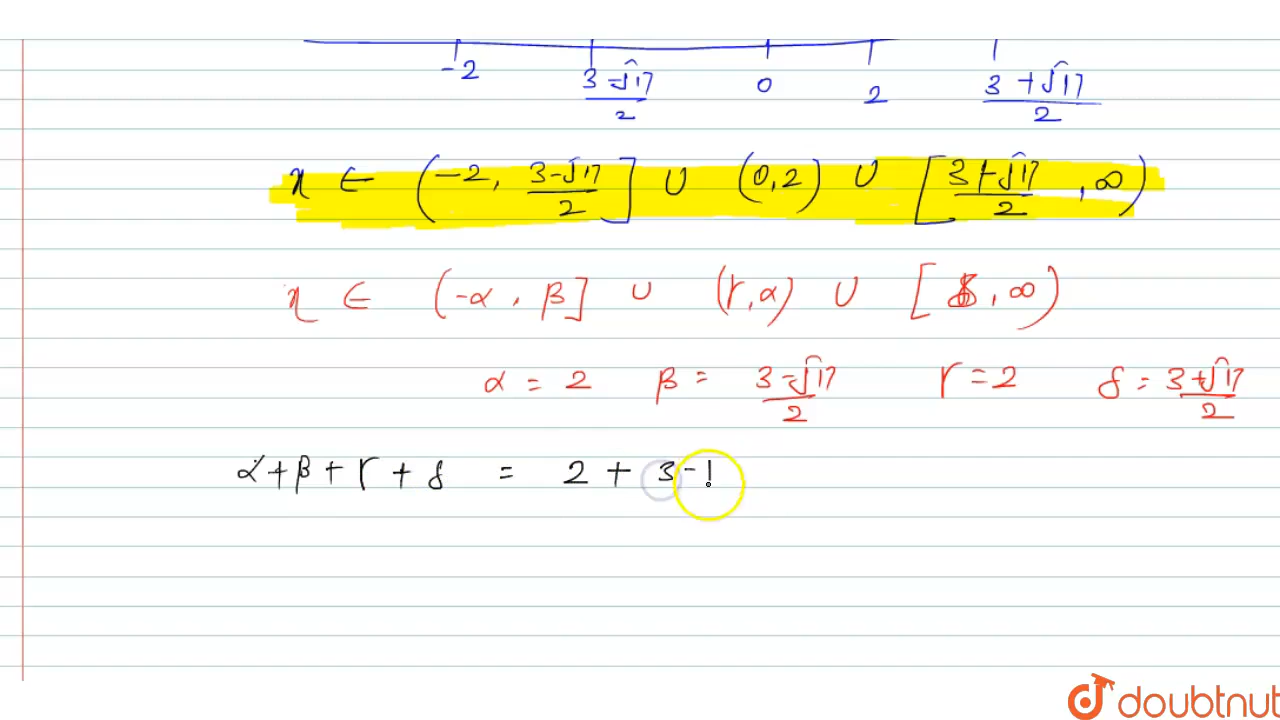 -2 3-√17/2 0 2 3+√17/2
x ∈ (-2, 3-√17/2] ∪ (0,2) ∪ [3+√17/2, ∞)
x ∈ (-α, β] ∪ (γ,α) ∪ [δ, ∞)
α = 2 β = 3-√17/2 γ = 2 δ = 3+√17/2
α+β+γ+δ = 2 + 3-
doubtnut